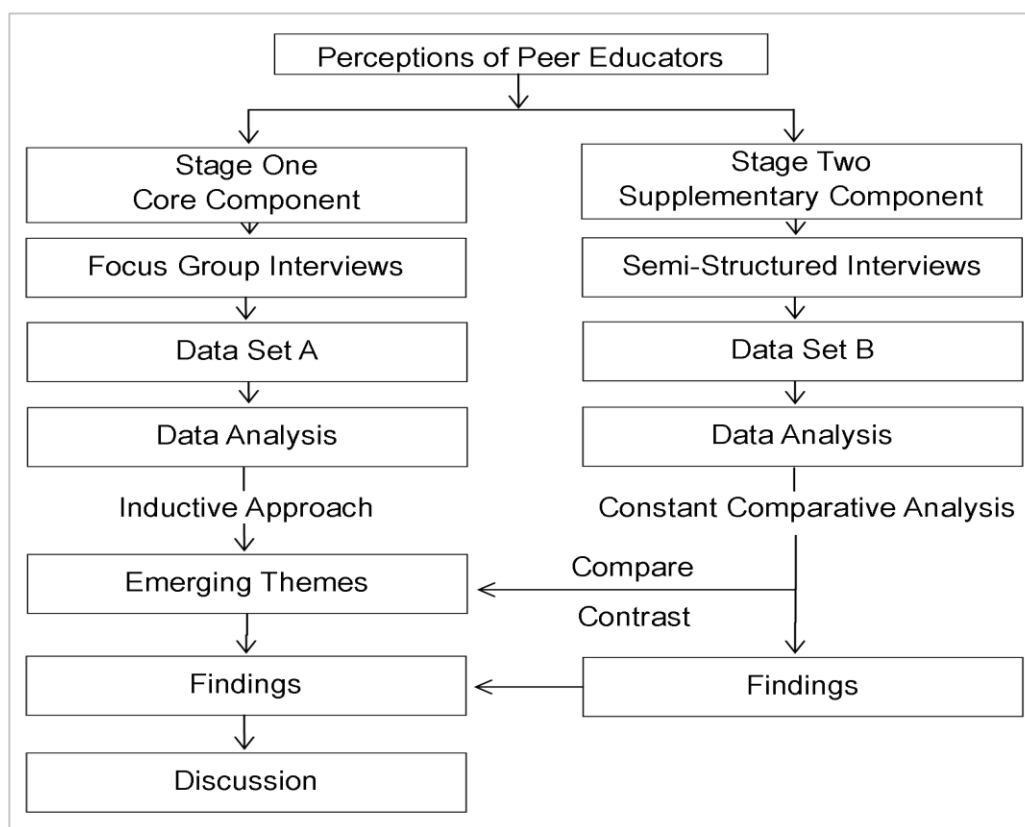 Perceptions of Peer Educators
Stage One
Core Component
Focus Group Interviews
Data Set A
Data Analysis
Inductive Approach
Emerging Themes
Findings
Discussion
Stage Two
Supplementary Component
Semi-Structured Interviews
Data Set B
Data Analysis
Constant Comparative Analysis
Compare
Contrast
Findings